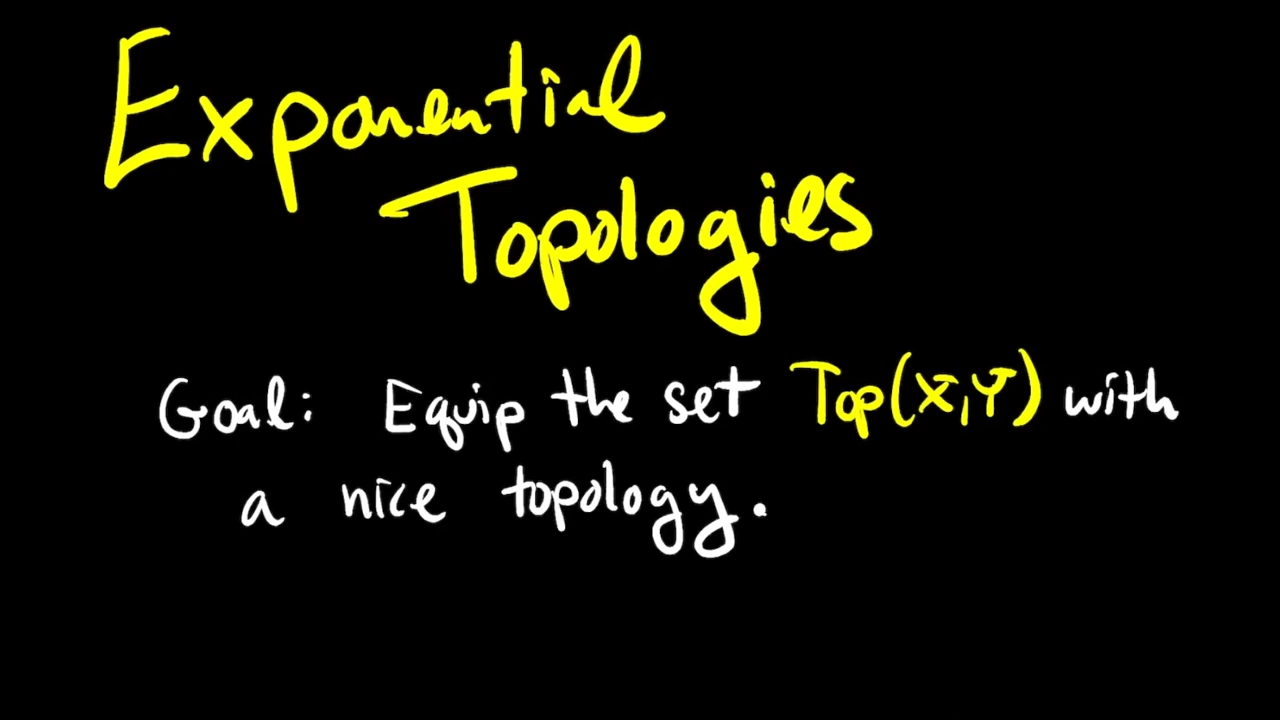 Exponential
Topologies
Goal: Equip the set Top(X,Y) with
a nice topology.